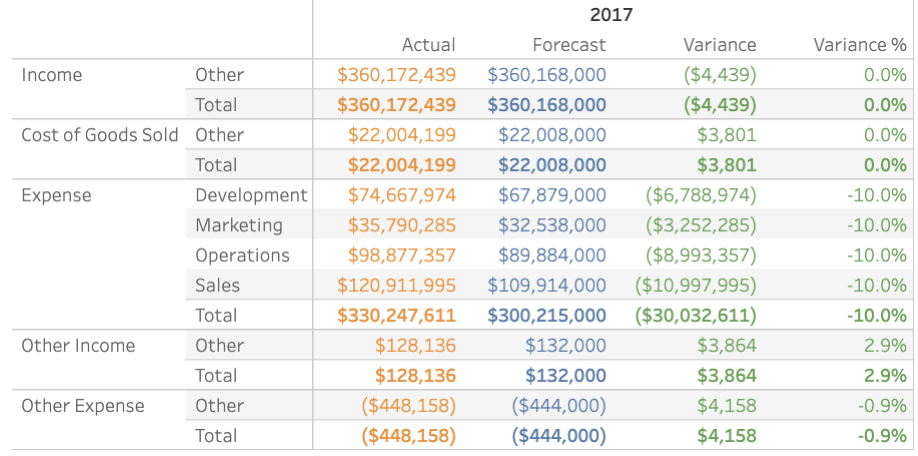 2017
Actual Forecast Variance Variance %
Income Other $360,172,439 $360,168,000 ($4,439) 0.0%
Total $360,172,439 $360,168,000 ($4,439) 0.0%
Cost of Goods Sold Other $22,004,199 $22,008,000 $3,801 0.0%
Total $22,004,199 $22,008,000 $3,801 0.0%
Expense Development $74,667,974 $67,879,000 ($6,788,974) -10.0%
Marketing $35,790,285 $32,538,000 ($3,252,285) -10.0%
Operations $98,877,357 $89,884,000 ($8,993,357) -10.0%
Sales $120,911,995 $109,914,000 ($10,997,995) -10.0%
Total $330,247,611 $300,215,000 ($30,032,611) -10.0%
Other Income Other $128,136 $132,000 $3,864 2.9%
Total $128,136 $132,000 $3,864 2.9%
Other Expense Other ($448,158) ($444,000) $4,158 -0.9%
Total ($448,158) ($444,000) $4,158 -0.9%